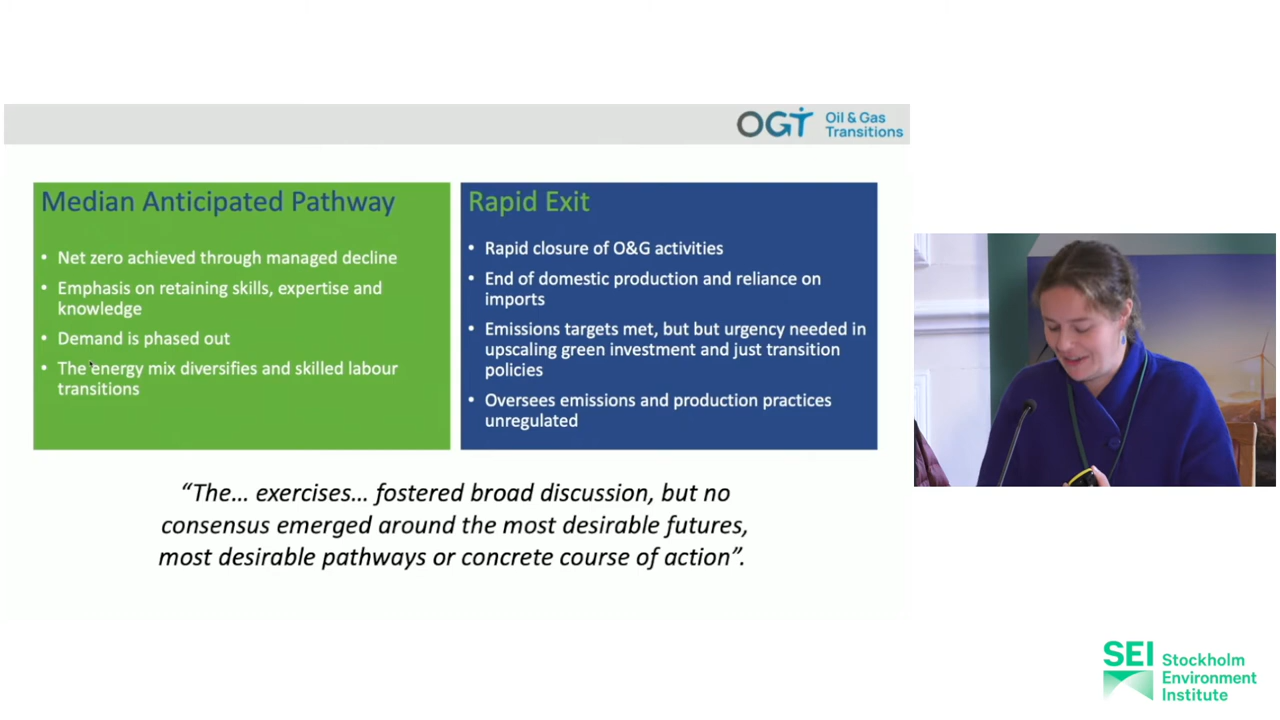 OGT Oil & Gas
Transitions
Median Anticipated Pathway
• Net zero achieved through managed decline
• Emphasis on retaining skills, expertise and
knowledge
• Demand is phased out
• The energy mix diversifies and skilled labour
transitions
Rapid Exit
• Rapid closure of O&G activities
• End of domestic production and reliance on
imports
• Emissions targets met, but but urgency needed in
upscaling green investment and just transition
policies
• Oversees emissions and production practices
unregulated
“The... exercises... fostered broad discussion, but no
consensus emerged around the most desirable futures,
most desirable pathways or concrete course of action”.
SEI Stockholm
Environment
Institute